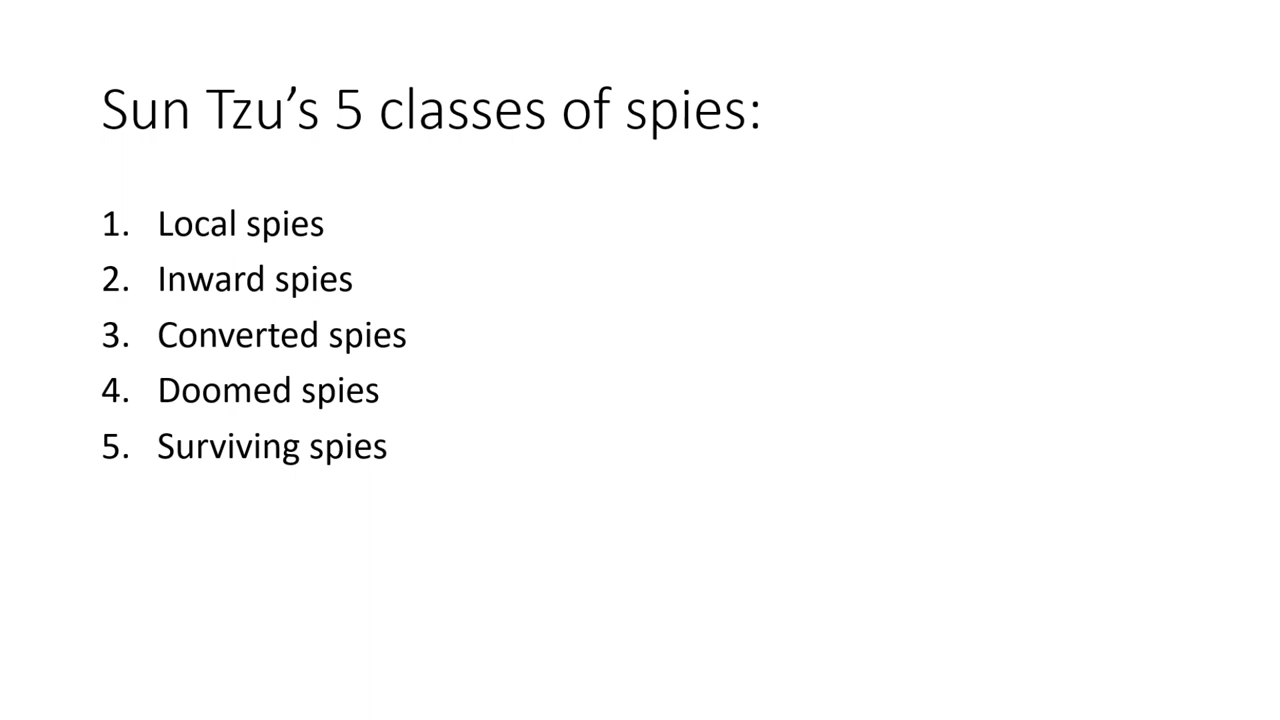 Sun Tzu’s 5 classes of spies:
1. Local spies
2. Inward spies
3. Converted spies
4. Doomed spies
5. Surviving spies